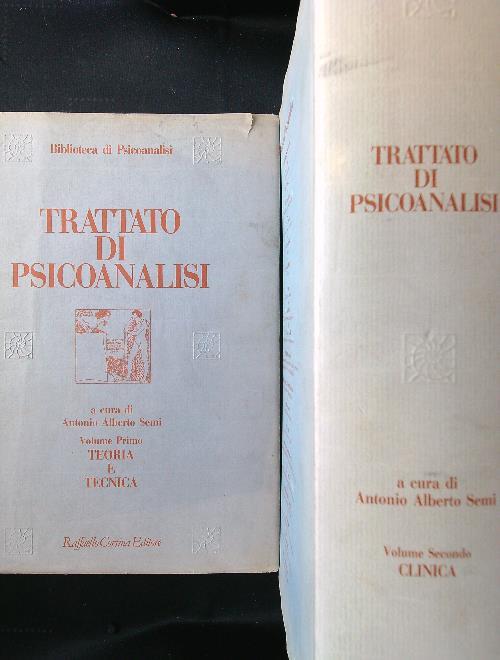 Biblioteca di Psicoanalisi
TRATTATO
DI
PSICOANALISI
a cura di
Antonio Alberto Semi
Volume Primo
TEORIA
E
TECNICA
Raffaello Cortina Editore
TRATTATO
DI
PSICOANALISI
a cura di
Antonio Alberto Semi
Volume Secondo
CLINICA